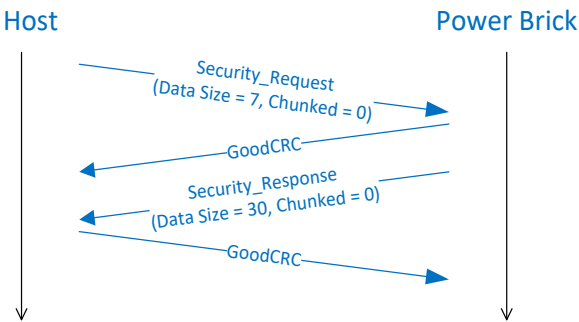 Host
Power Brick
Security_Request
(Data Size = 7, Chunked = 0)
GoodCRC
Security_Response
(Data Size = 30, Chunked = 0)
GoodCRC